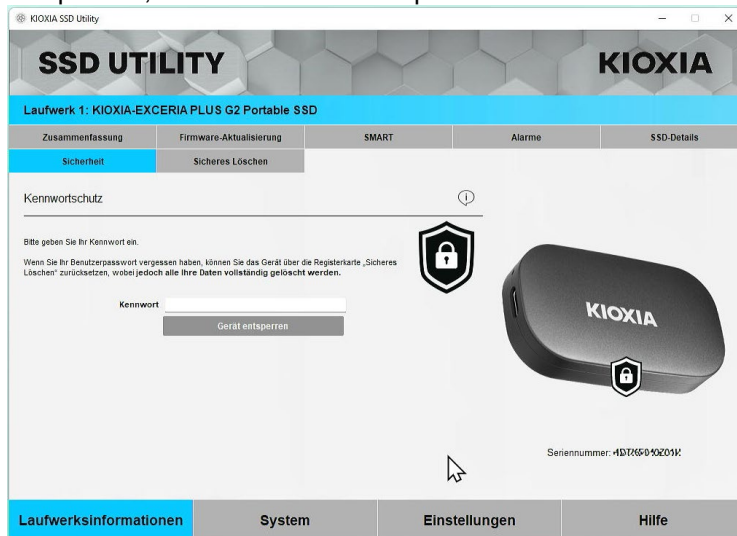 KIOXIA SSD Utility
SSD UTILITY
KIOXIA
Laufwerk 1: KIOXIA-EXCERIA PLUS G2 Portable SSD
Zusammenfassung
Firmware-Aktualisierung
SMART
Alarme
SSD-Details
Sicherheit
Sicheres Löschen
Kennwortschutz
Bitte geben Sie Ihr Kennwort ein.
Wenn Sie Ihr Benutzerpasswort vergessen haben, können Sie das Gerät über die Registerkarte „Sicheres
Löschen“ zurücksetzen, wobei jedoch alle Ihre Daten vollständig gelöscht werden.
Kennwort
Gerät entsperren
KIOXIA
Seriennummer:
Laufwerksinformationen
System
Einstellungen
Hilfe